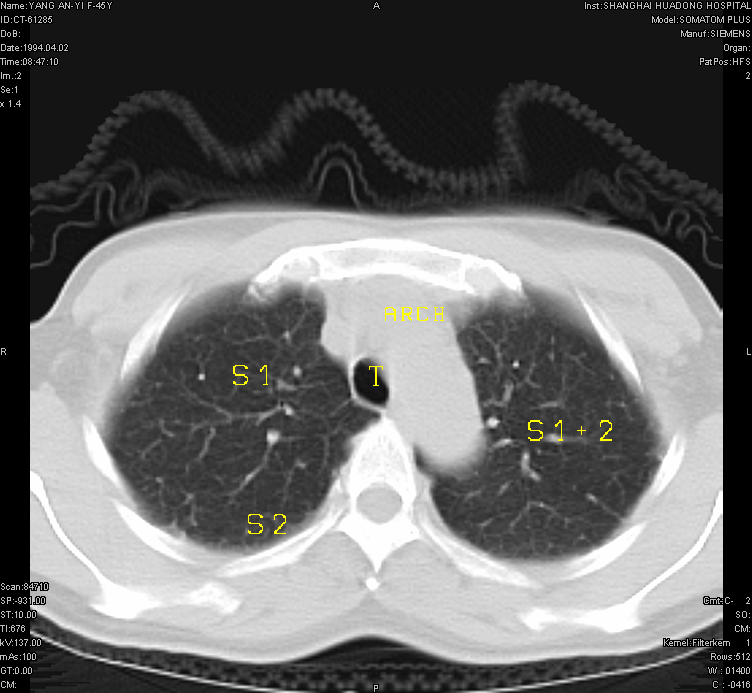 Name:YANG AN-YI F-45Y
ID:CT-61285
DoB:
Date:1994.04.02
Time:08:47:10
Im.:2
Se:1
x 1.4
A
Inst:SHANGHAI HUADONG HOSPITAL
Model:SOMATOM PLUS
Manuf:SIEMENS
Organ:
PatPos:HFS
2
ARCH
R
L
S1
T
S1+2
S2
Scan:84710
SP:-931.00
ST:10.00
TI:676
kV:137.00
mAs:100
GT:0.00
CM:
P
Cmt:C- 2
SO:
CM:
Kernel:Filterkern 1
Rows:512
W : 01400
C : -0416